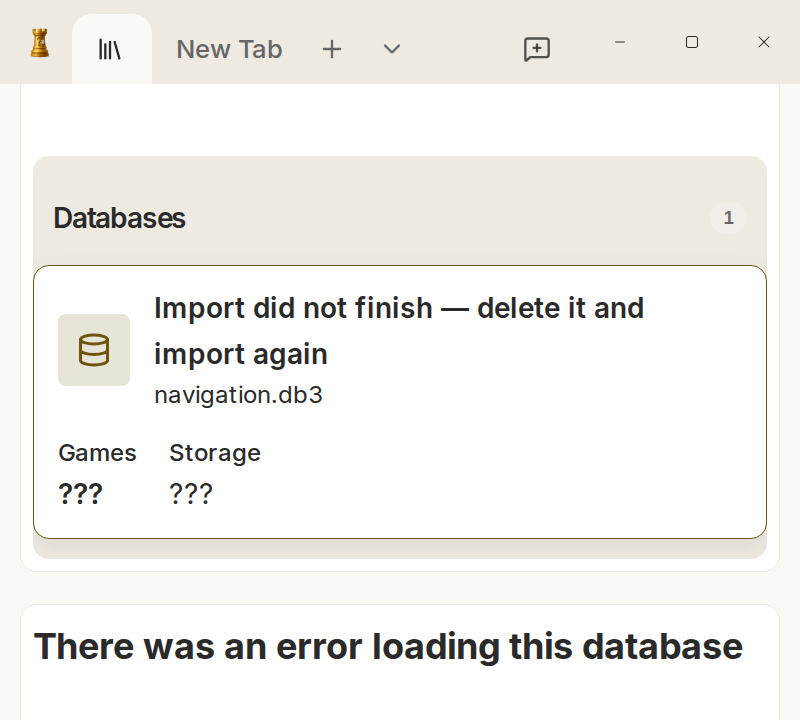 New Tab
Databases
1
Import did not finish — delete it and
import again
navigation.db3
Games Storage
??? ???
There was an error loading this database